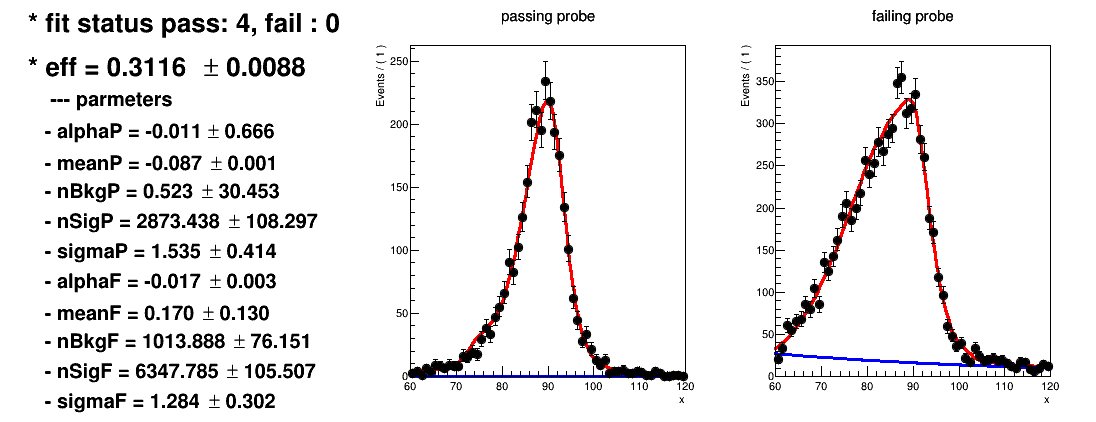 * fit status pass: 4, fail : 0
* eff = 0.3116 ± 0.0088
--- parmeters
- alphaP = -0.011 ± 0.666
- meanP = -0.087 ± 0.001
- nBkgP = 0.523 ± 30.453
- nSigP = 2873.438 ± 108.297
- sigmaP = 1.535 ± 0.414
- alphaF = -0.017 ± 0.003
- meanF = 0.170 ± 0.130
- nBkgF = 1013.888 ± 76.151
- nSigF = 6347.785 ± 105.507
- sigmaF = 1.284 ± 0.302
passing probe
Events / ( 1 )
250
200
150
100
50
0
60 70 80 90 100 110 120
x
failing probe
Events / ( 1 )
350
300
250
200
150
100
50
0
60 70 80 90 100 110 120
x